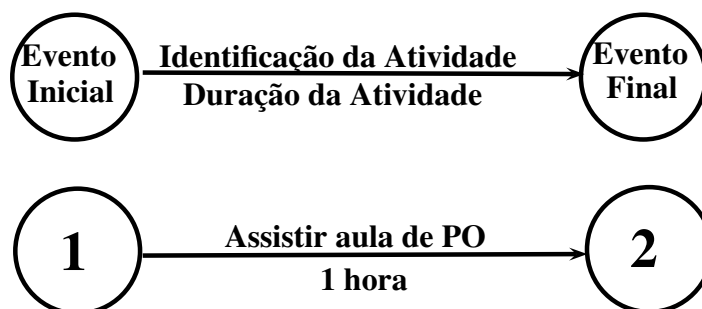 Evento
Inicial
Identificação da Atividade
Duração da Atividade
Evento
Final
1
Assistir aula de PO
1 hora
2